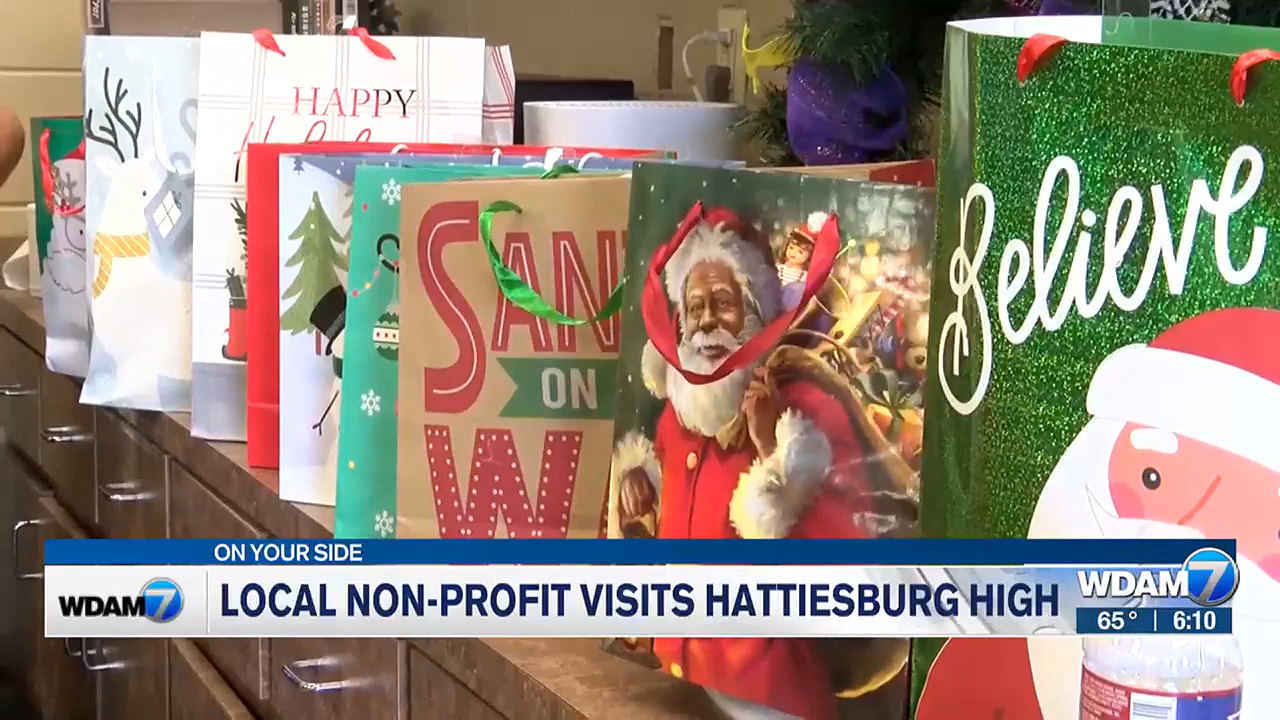 HAPPY
Believe
SAN
ON
W
ON YOUR SIDE
WDAM7
LOCAL NON-PROFIT VISITS HATTIESBURG HIGH
WDAM7
65° | 6:10